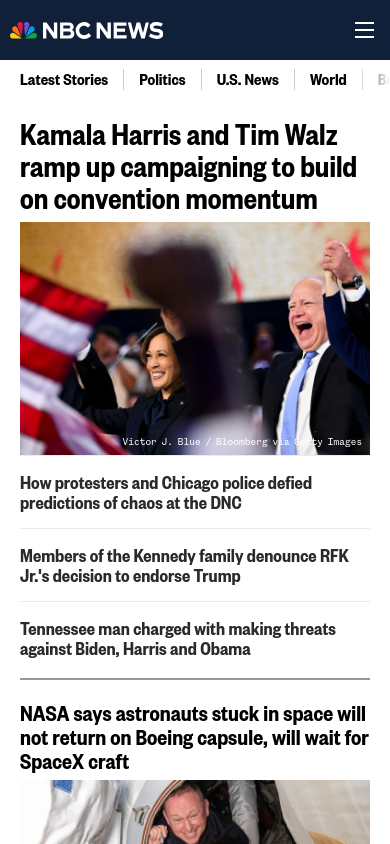 NBC NEWS
Latest Stories
Politics
U.S. News
World
Kamala Harris and Tim Walz
ramp up campaigning to build
on convention momentum
Victor J. Blue / Bloomberg via Getty Images
How protesters and Chicago police defied
predictions of chaos at the DNC
Members of the Kennedy family denounce RFK
Jr.'s decision to endorse Trump
Tennessee man charged with making threats
against Biden, Harris and Obama
NASA says astronauts stuck in space will
not return on Boeing capsule, will wait for
SpaceX craft